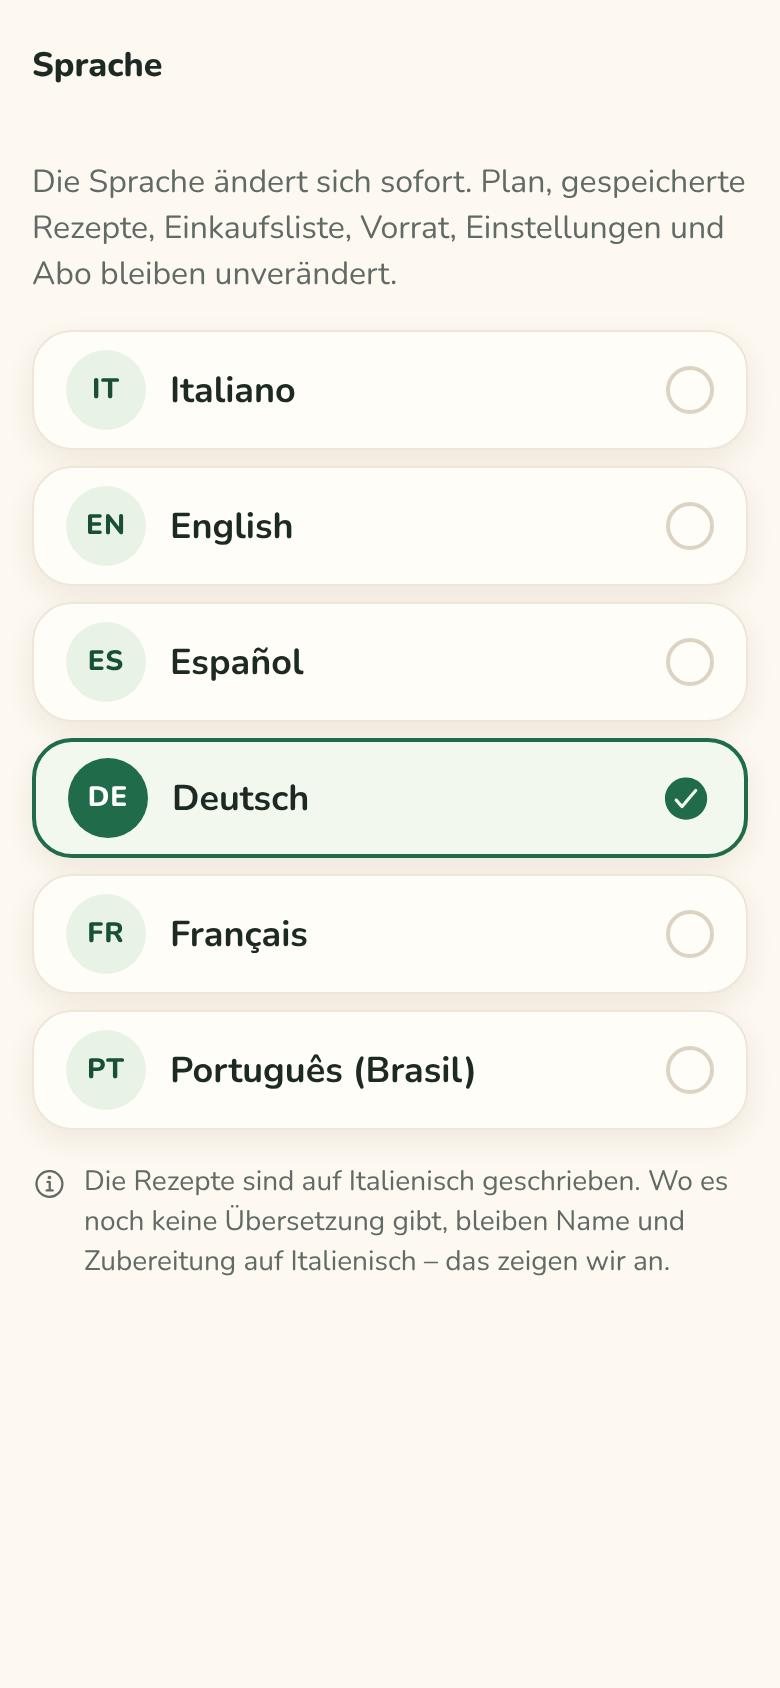 Sprache
Die Sprache ändert sich sofort. Plan, gespeicherte
Rezepte, Einkaufsliste, Vorrat, Einstellungen und
Abo bleiben unverändert.
IT Italiano
EN English
ES Español
DE Deutsch
FR Français
PT Português (Brasil)
Die Rezepte sind auf Italienisch geschrieben. Wo es
noch keine Übersetzung gibt, bleiben Name und
Zubereitung auf Italienisch – das zeigen wir an.